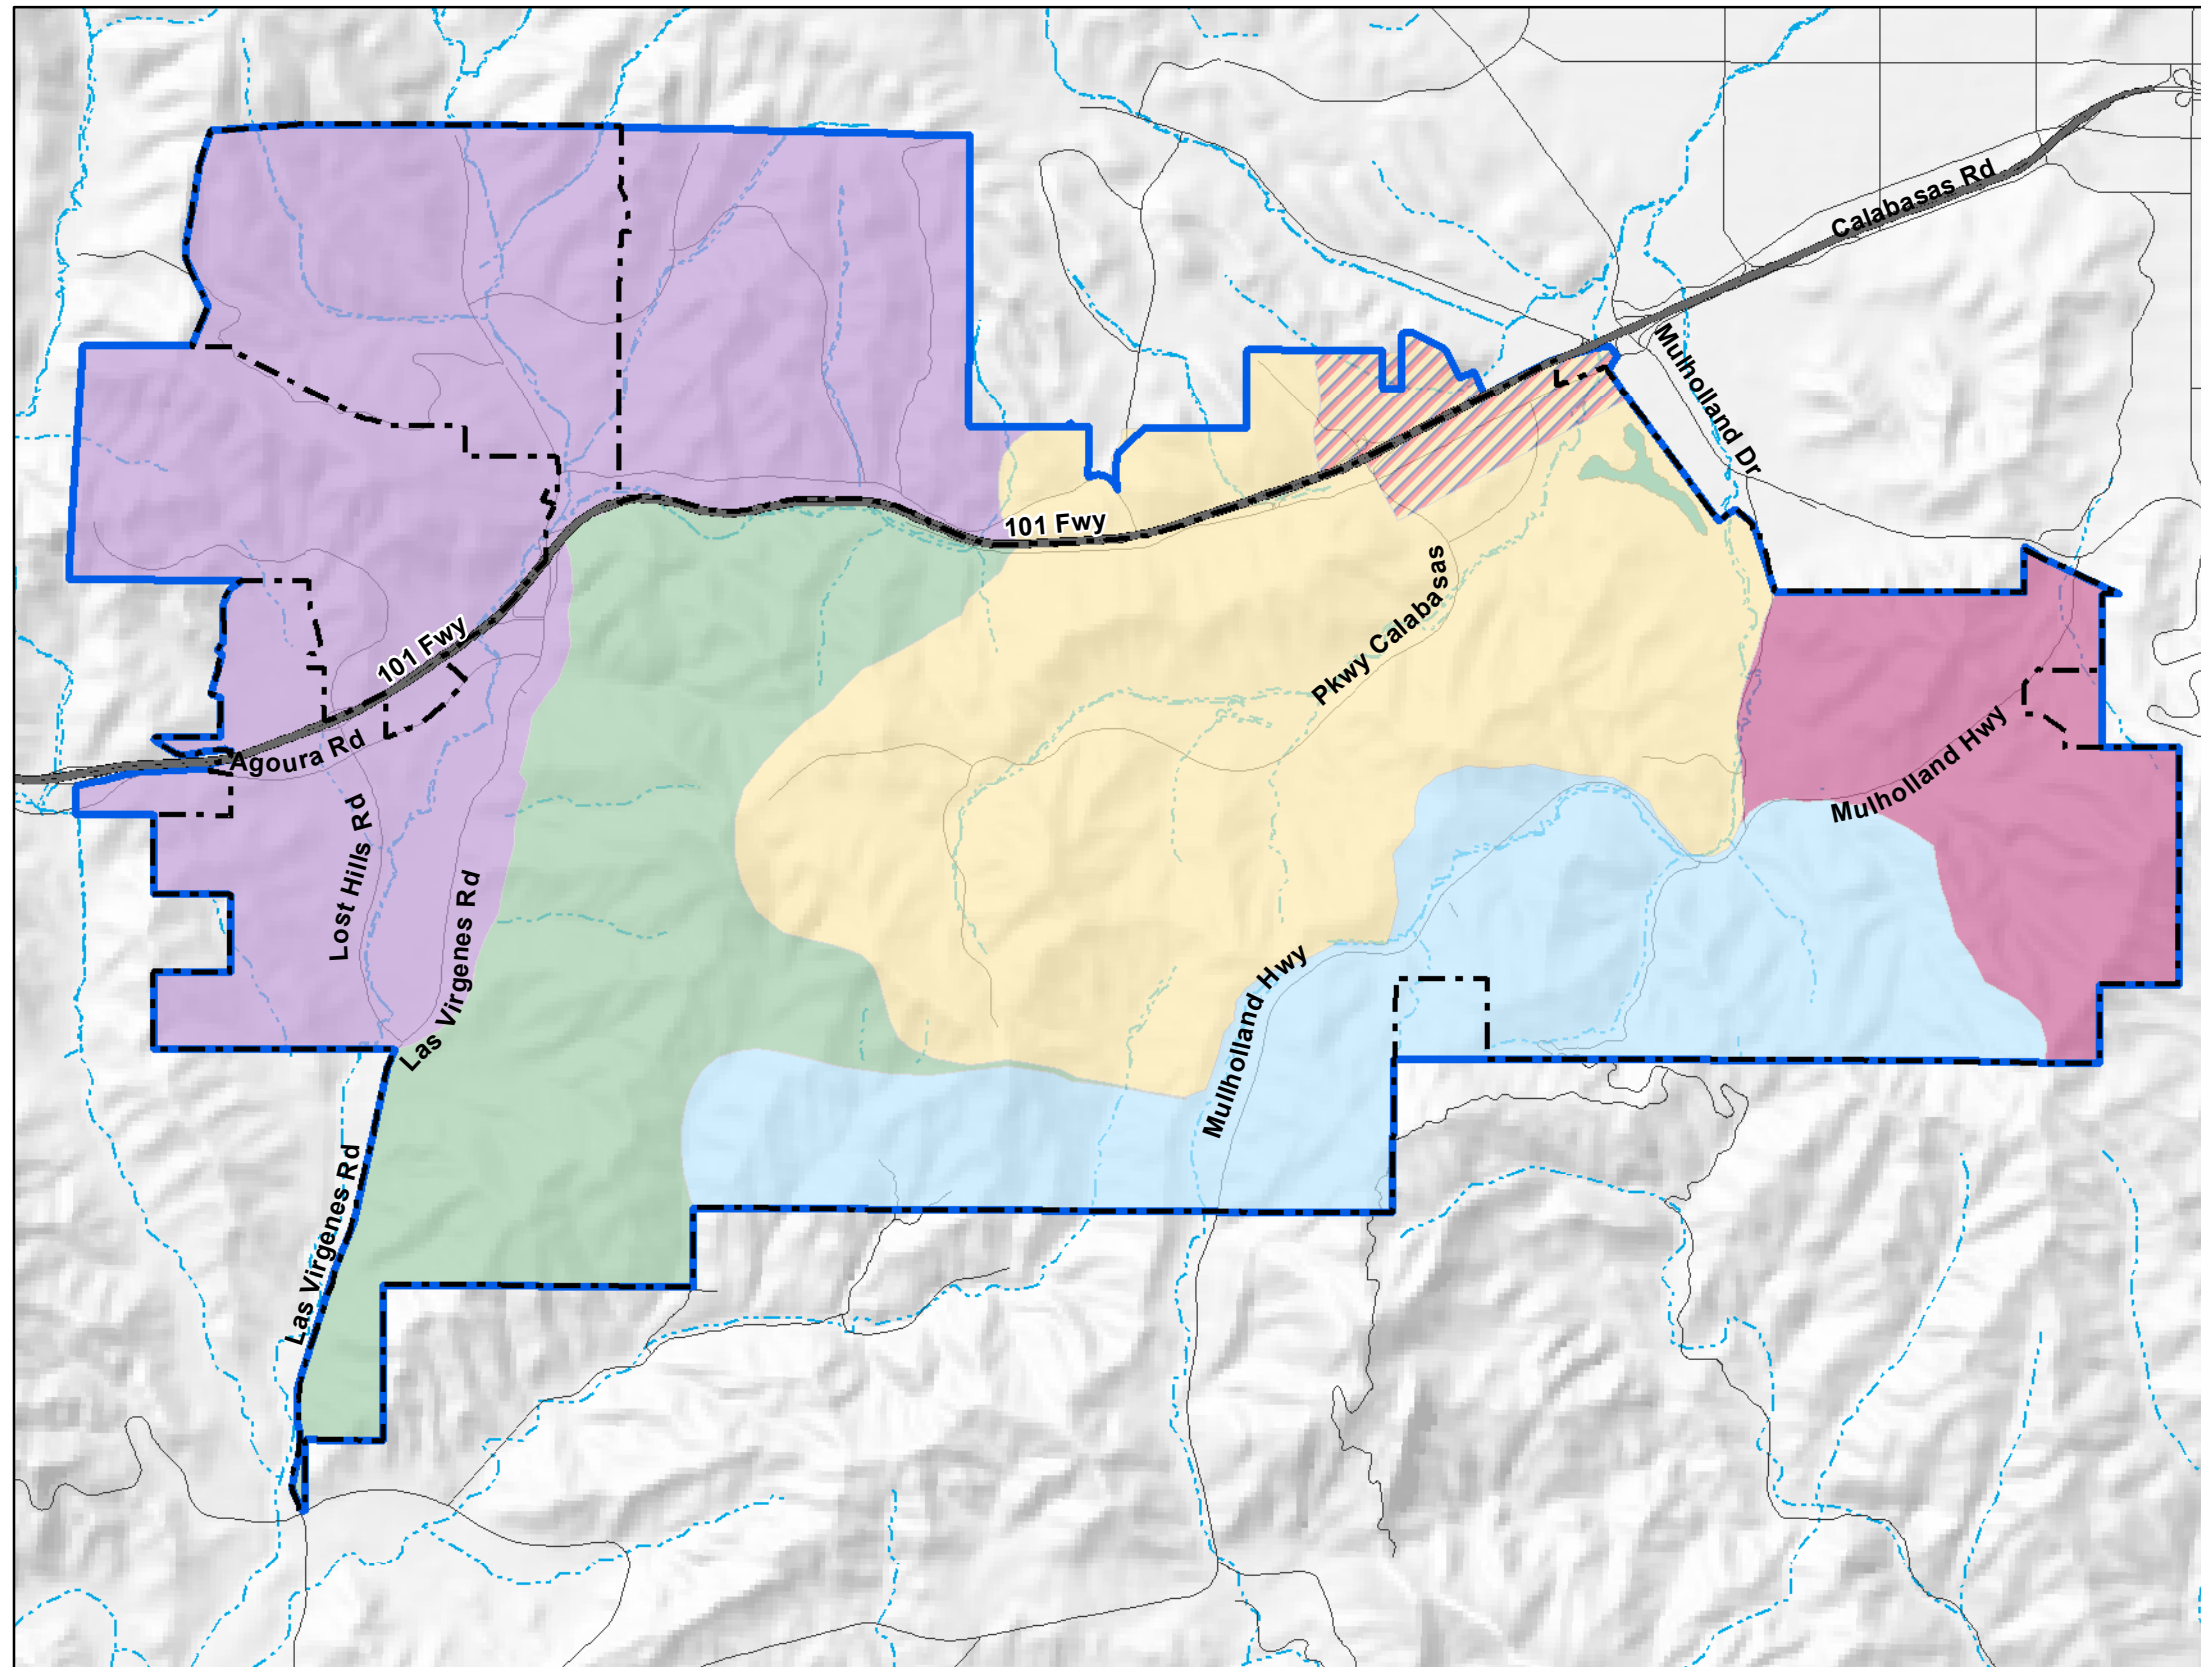 Calabasas Rd
Mulholland Dr
101 Fwy
Pkwy Calabasas
101 Fwy
Agoura Rd
Mulholland Hwy
Lost Hills Rd
Las Virgenes Rd
Mullholland Hwy
Las Virgenes Rd